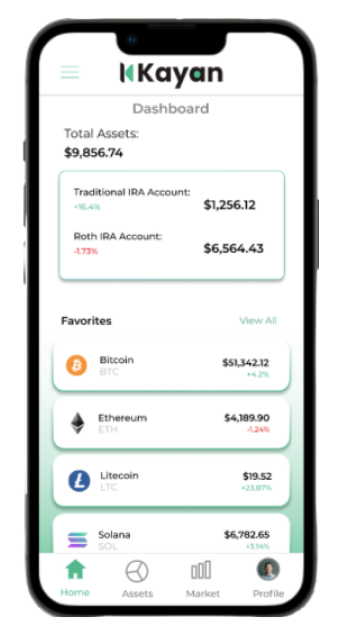 Kayan
Dashboard
Total Assets:
$9,856.74
Traditional IRA Account:
+16.4%
$1,256.12
Roth IRA Account:
-1.73%
$6,564.43
Favorites
View All
Bitcoin
BTC
$51,342.12
+4.2%
Ethereum
ETH
$4,189.90
-1.24%
Litecoin
LTC
$19.52
+23.87%
Solana
SOL
$6,782.65
+3.14%
Home
Assets
Market
Profile